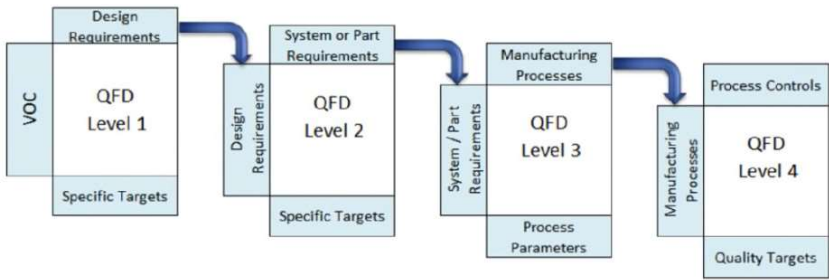 Design
Requirements
VOC
QFD
Level 1
Specific Targets
System or Part
Requirements
Design
Requirements
QFD
Level 2
Specific Targets
Manufacturing
Processes
System / Part
Requirements
QFD
Level 3
Process
Parameters
Process Controls
Manufacturing
Processes
QFD
Level 4
Quality Targets